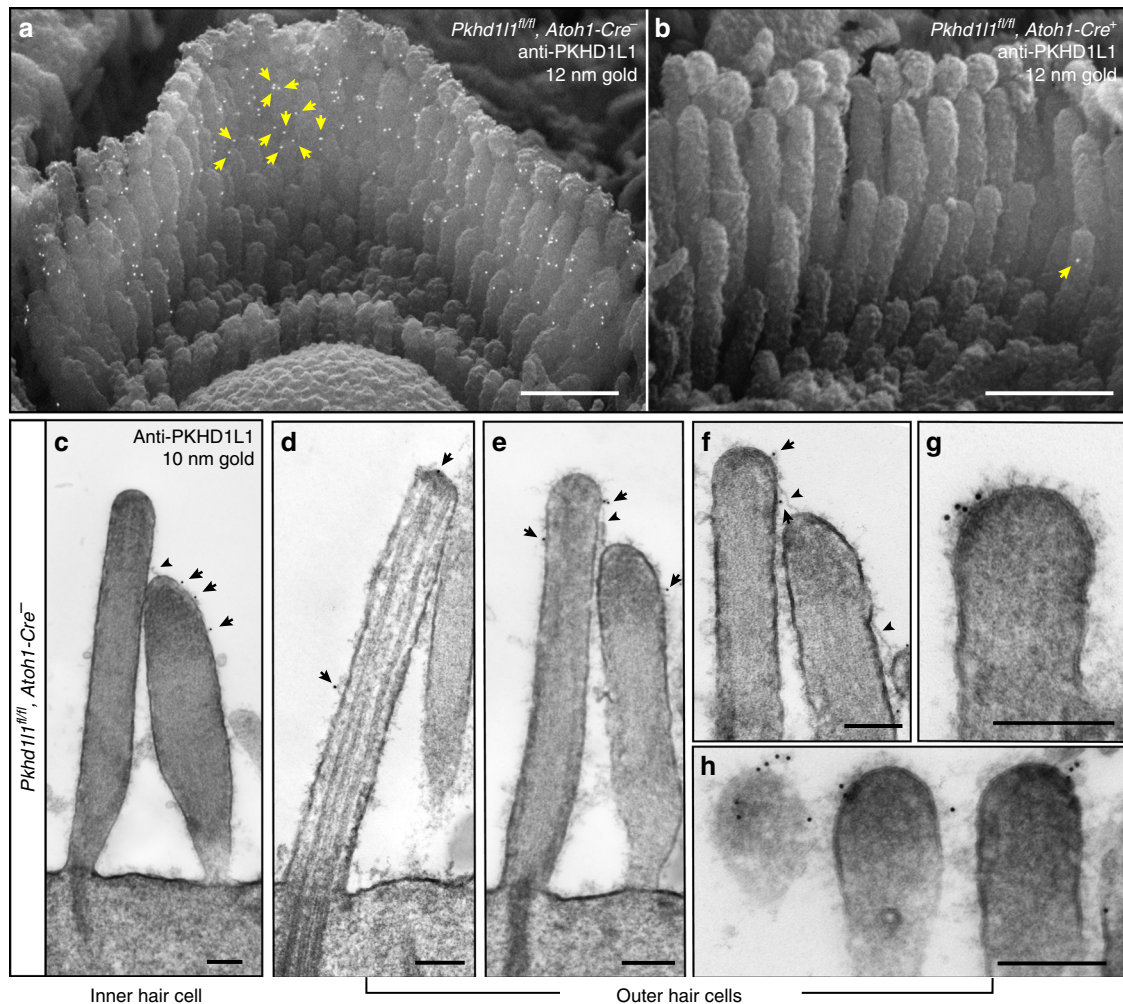 a
Pkhd1l1fl/fl, Atoh1-Cre–
anti-PKHD1L1
12 nm gold
b
Pkhd1l1fl/fl, Atoh1-Cre+
anti-PKHD1L1
12 nm gold
Pkhd1l1fl/fl, Atoh1-Cre–
c
Anti-PKHD1L1
10 nm gold
d
e
f
g
h
Inner hair cell
Outer hair cells